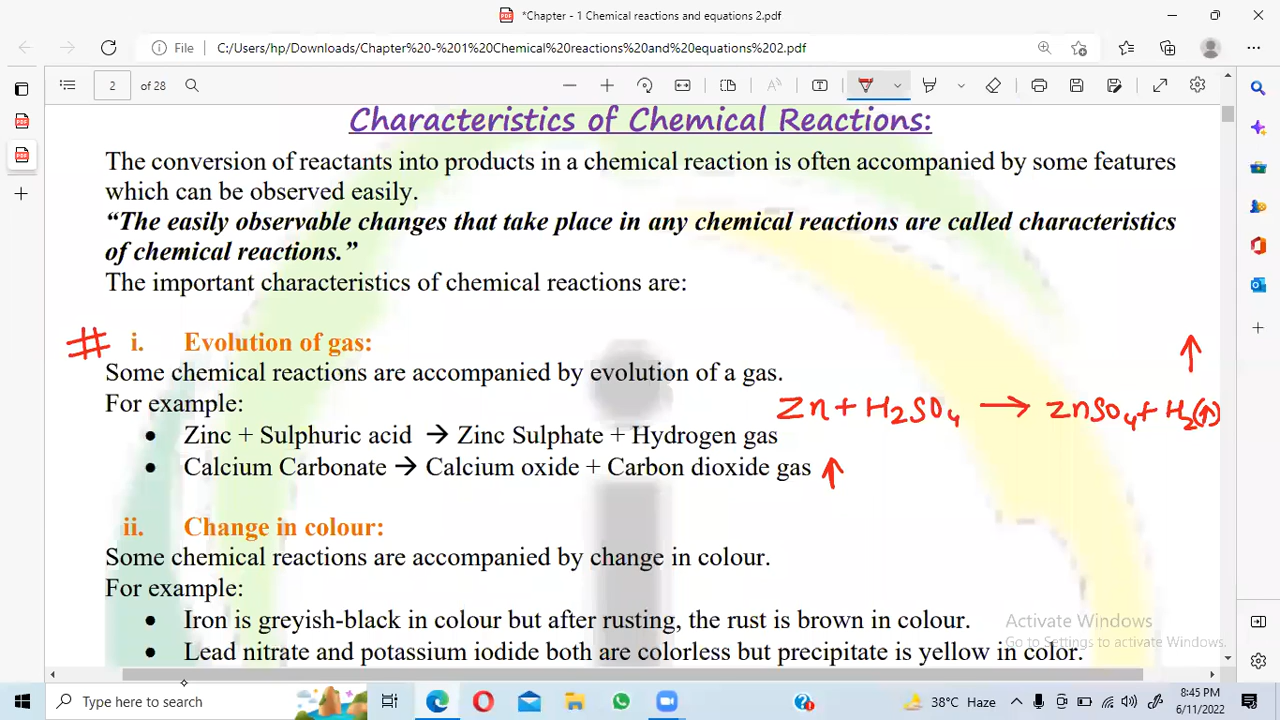 *Chapter - 1 Chemical reactions and equations 2.pdf
File C:/Users/hp/Downloads/Chapter%20-%201%20Chemical%20reactions%20and%20equations%202.pdf
2 of 28
Characteristics of Chemical Reactions:
The conversion of reactants into products in a chemical reaction is often accompanied by some features
which can be observed easily.
“The easily observable changes that take place in any chemical reactions are called characteristics
of chemical reactions.”
The important characteristics of chemical reactions are:
# i. Evolution of gas:
Some chemical reactions are accompanied by evolution of a gas.
For example:
Zn + H₂SO₄ → ZnSO₄ + H₂(↑)
• Zinc + Sulphuric acid → Zinc Sulphate + Hydrogen gas
• Calcium Carbonate → Calcium oxide + Carbon dioxide gas ↑
ii. Change in colour:
Some chemical reactions are accompanied by change in colour.
For example:
• Iron is greyish-black in colour but after rusting, the rust is brown in colour.
• Lead nitrate and potassium iodide both are colorless but precipitate is yellow in color.
Activate Windows
Go to Settings to activate Windows.
Type here to search
38°C Haze
8:45 PM
6/11/2022